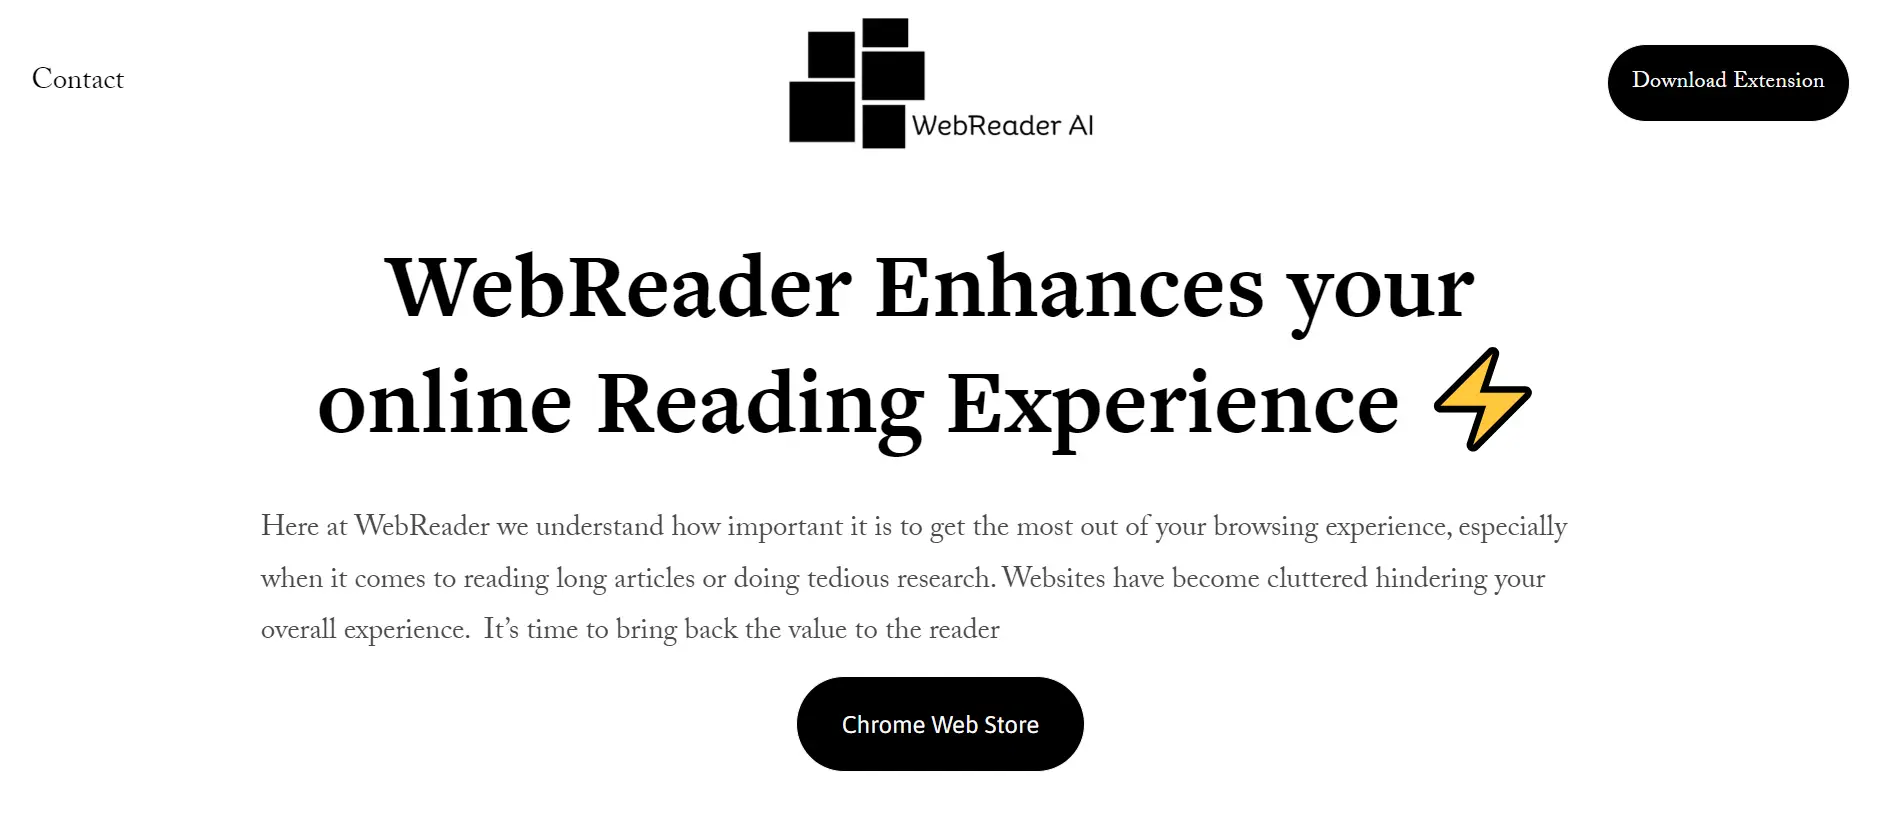 Contact
WebReader AI
Download Extension
WebReader Enhances your
online Reading Experience ⚡
Here at WebReader we understand how important it is to get the most out of your browsing experience, especially
when it comes to reading long articles or doing tedious research. Websites have become cluttered hindering your
overall experience.  It’s time to bring back the value to the reader
Chrome Web Store